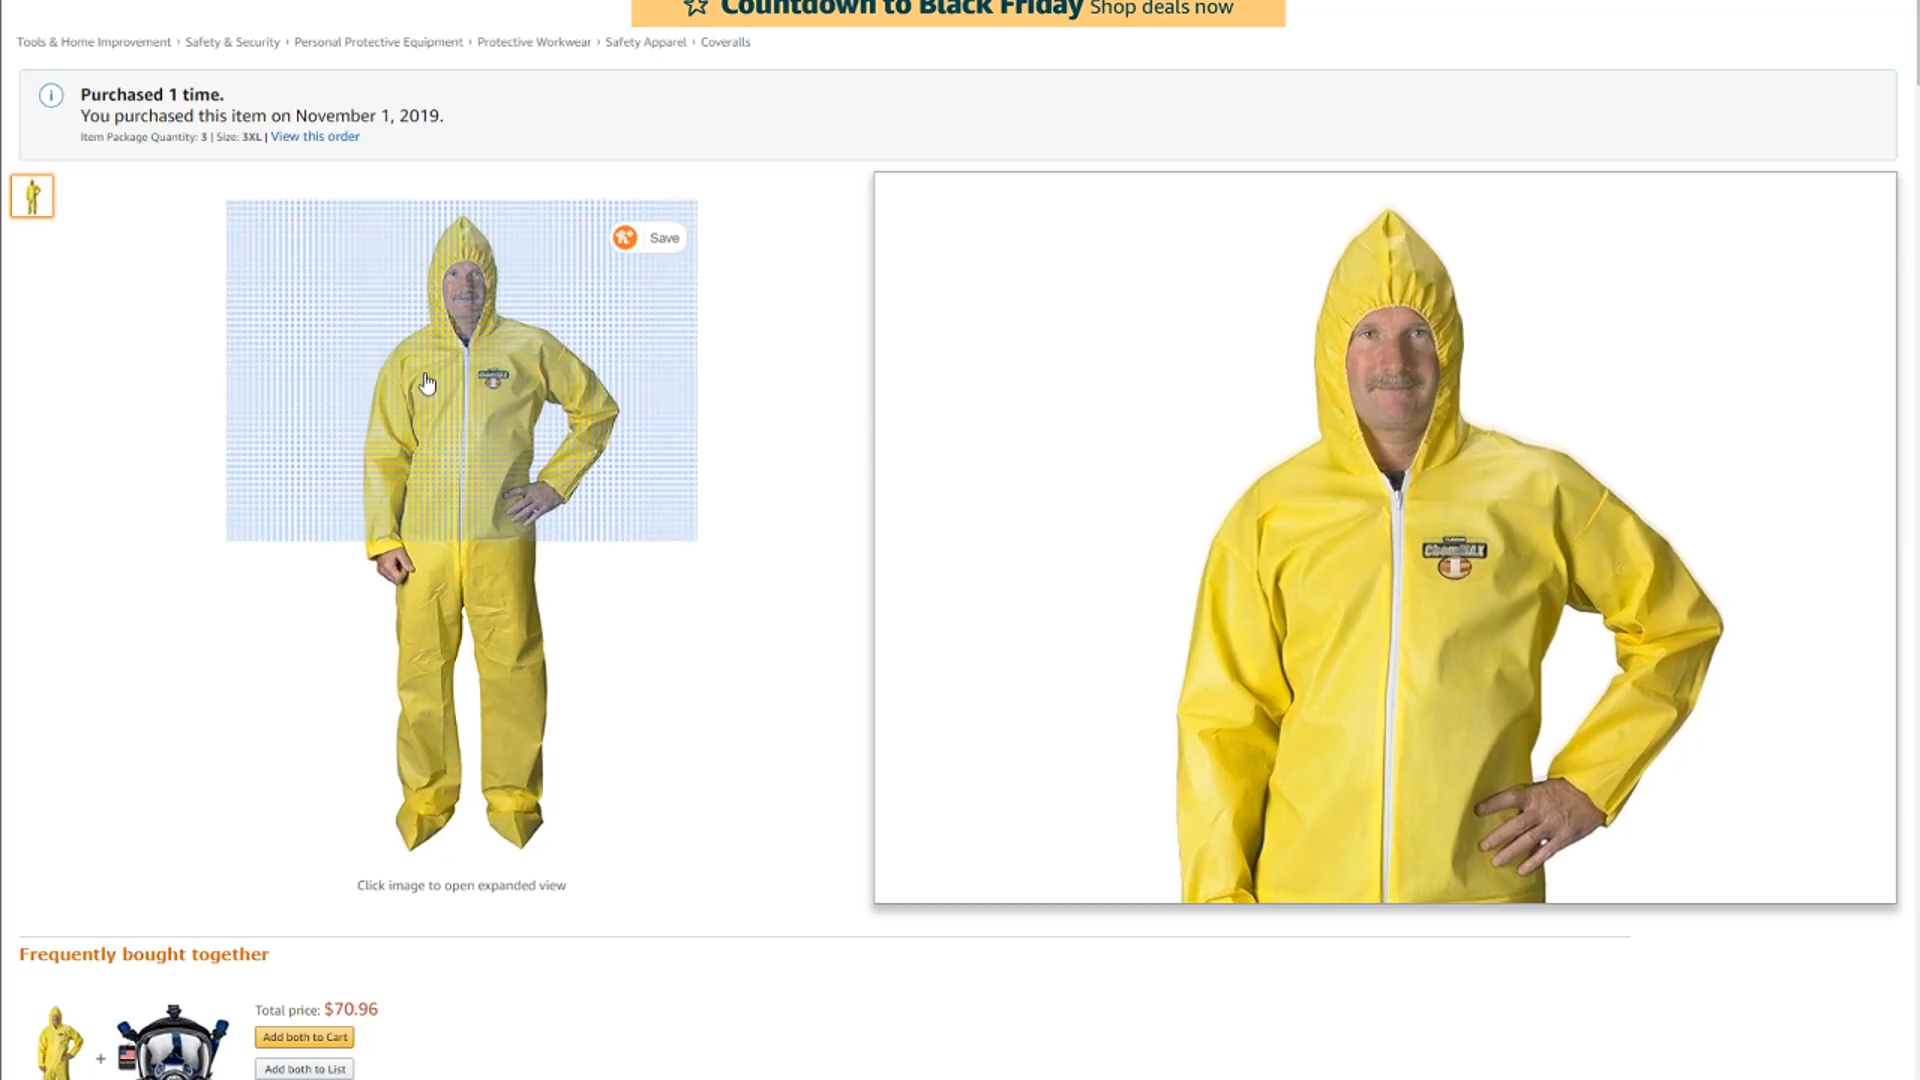 Countdown to Black Friday Shop deals now
Tools & Home Improvement › Safety & Security › Personal Protective Equipment › Protective Workwear › Safety Apparel › Coveralls
Purchased 1 time.
You purchased this item on November 1, 2019.
Item Package Quantity: 3 | Size: 3XL | View this order
Save
ChemMAX
1
Click image to open expanded view
Frequently bought together
Total price: $70.96
Add both to Cart
+
Add both to List